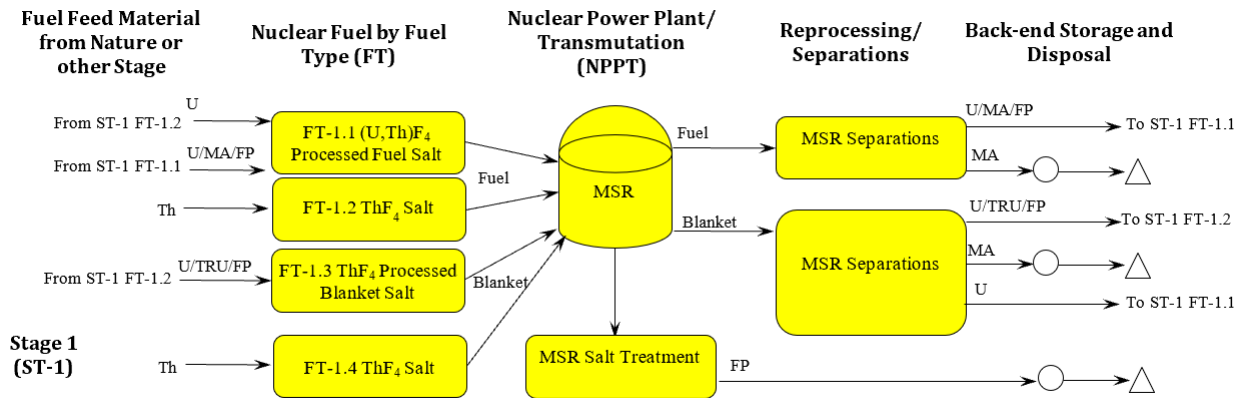 Fuel Feed Material
from Nature or
other Stage
Nuclear Fuel by Fuel
Type (FT)
Nuclear Power Plant/
Transmutation
(NPPT)
Reprocessing/
Separations
Back-end Storage and
Disposal
From ST-1 FT-1.2
U
From ST-1 FT-1.1
U/MA/FP
Th
From ST-1 FT-1.2
U/TRU/FP
Stage 1
(ST-1)
Th
FT-1.1 (U,Th)F4
Processed Fuel Salt
FT-1.2 ThF4 Salt
FT-1.3 ThF4 Processed
Blanket Salt
FT-1.4 ThF4 Salt
Fuel
Blanket
MSR
MSR Salt Treatment
Fuel
Blanket
FP
MSR Separations
MSR Separations
U/MA/FP
To ST-1 FT-1.1
MA
U/TRU/FP
To ST-1 FT-1.2
MA
U
To ST-1 FT-1.1